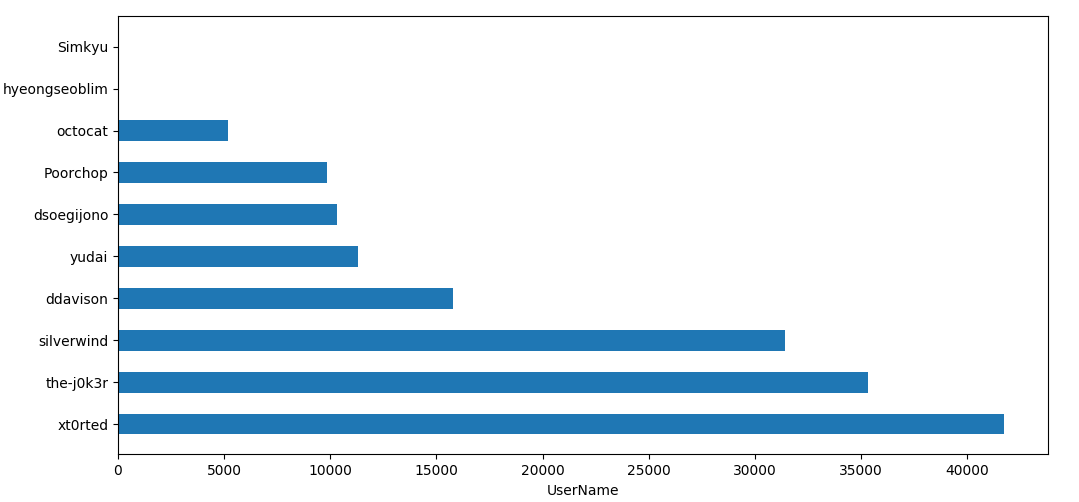 Simkyu
hyeongseoblim
octocat
Poorchop
dsoegijono
yudai
ddavison
silverwind
the-j0k3r
xt0rted
0 5000 10000 15000 20000 25000 30000 35000 40000
UserName